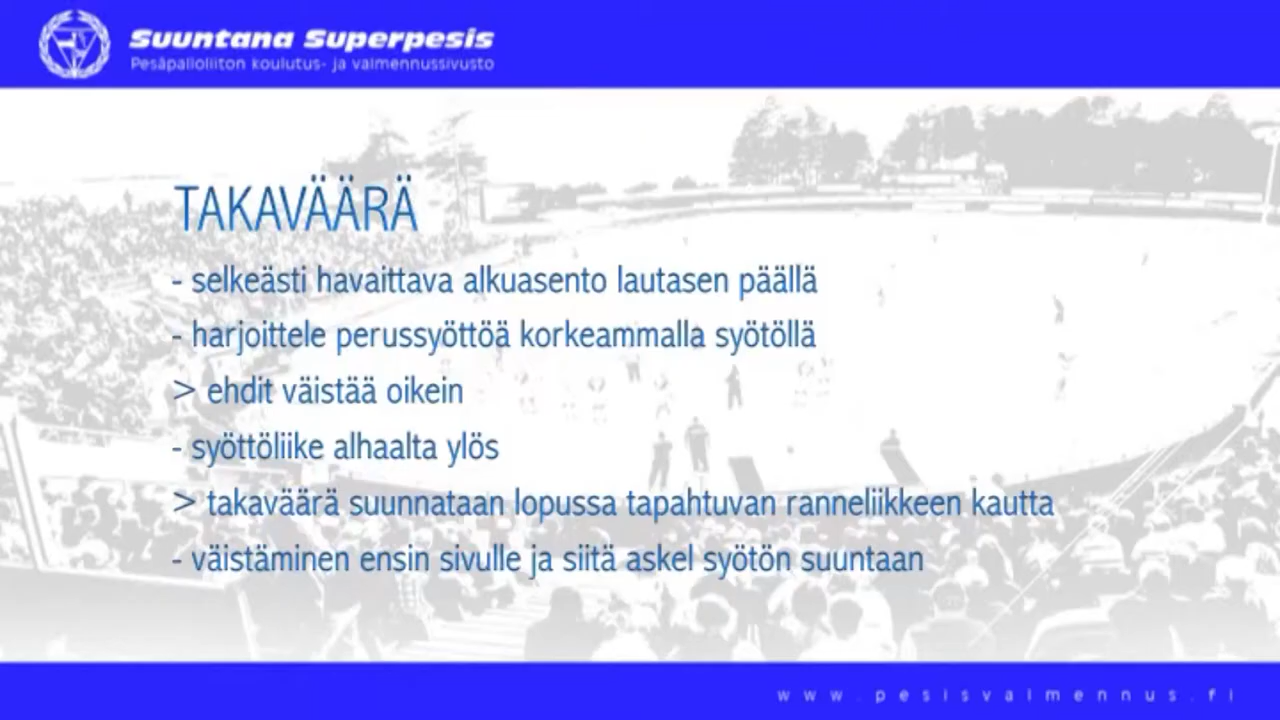 Suuntana Superpesis
Pesäpalloliiton koulutus- ja valmennussivusto
TAKAVÄÄRÄ
- selkeästi havaittava alkuasento lautasen päällä
- harjoittele perussyöttöä korkeammalla syötöllä
> ehdit väistää oikein
- syöttöliike alhaalta ylös
> takaväärä suunnataan lopussa tapahtuvan ranneliikkeen kautta
- väistäminen ensin sivulle ja siitä askel syötön suuntaan
www.pesisvalmennus.fi